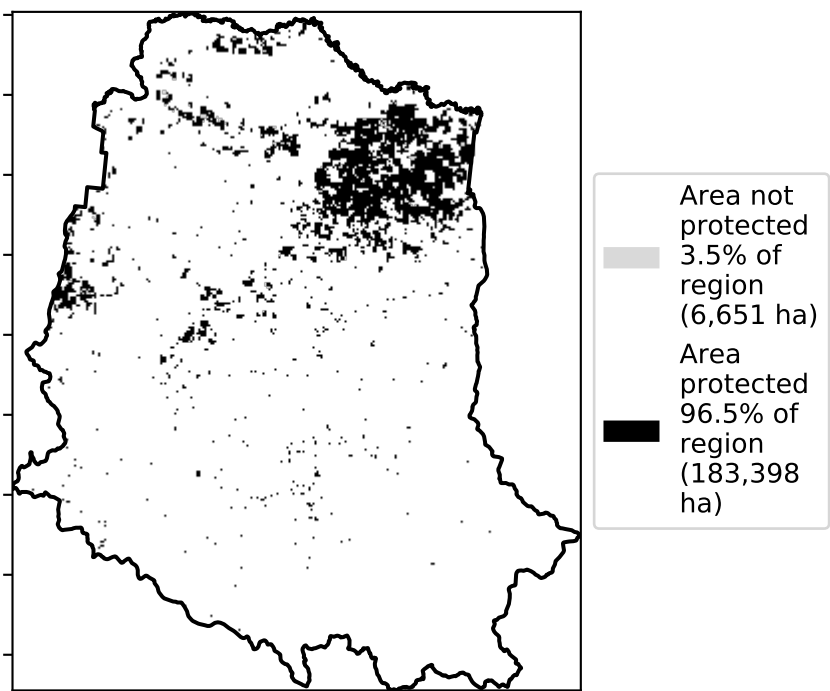 Area not
protected
3.5% of
region
(6,651 ha)
Area
protected
96.5% of
region
(183,398
ha)